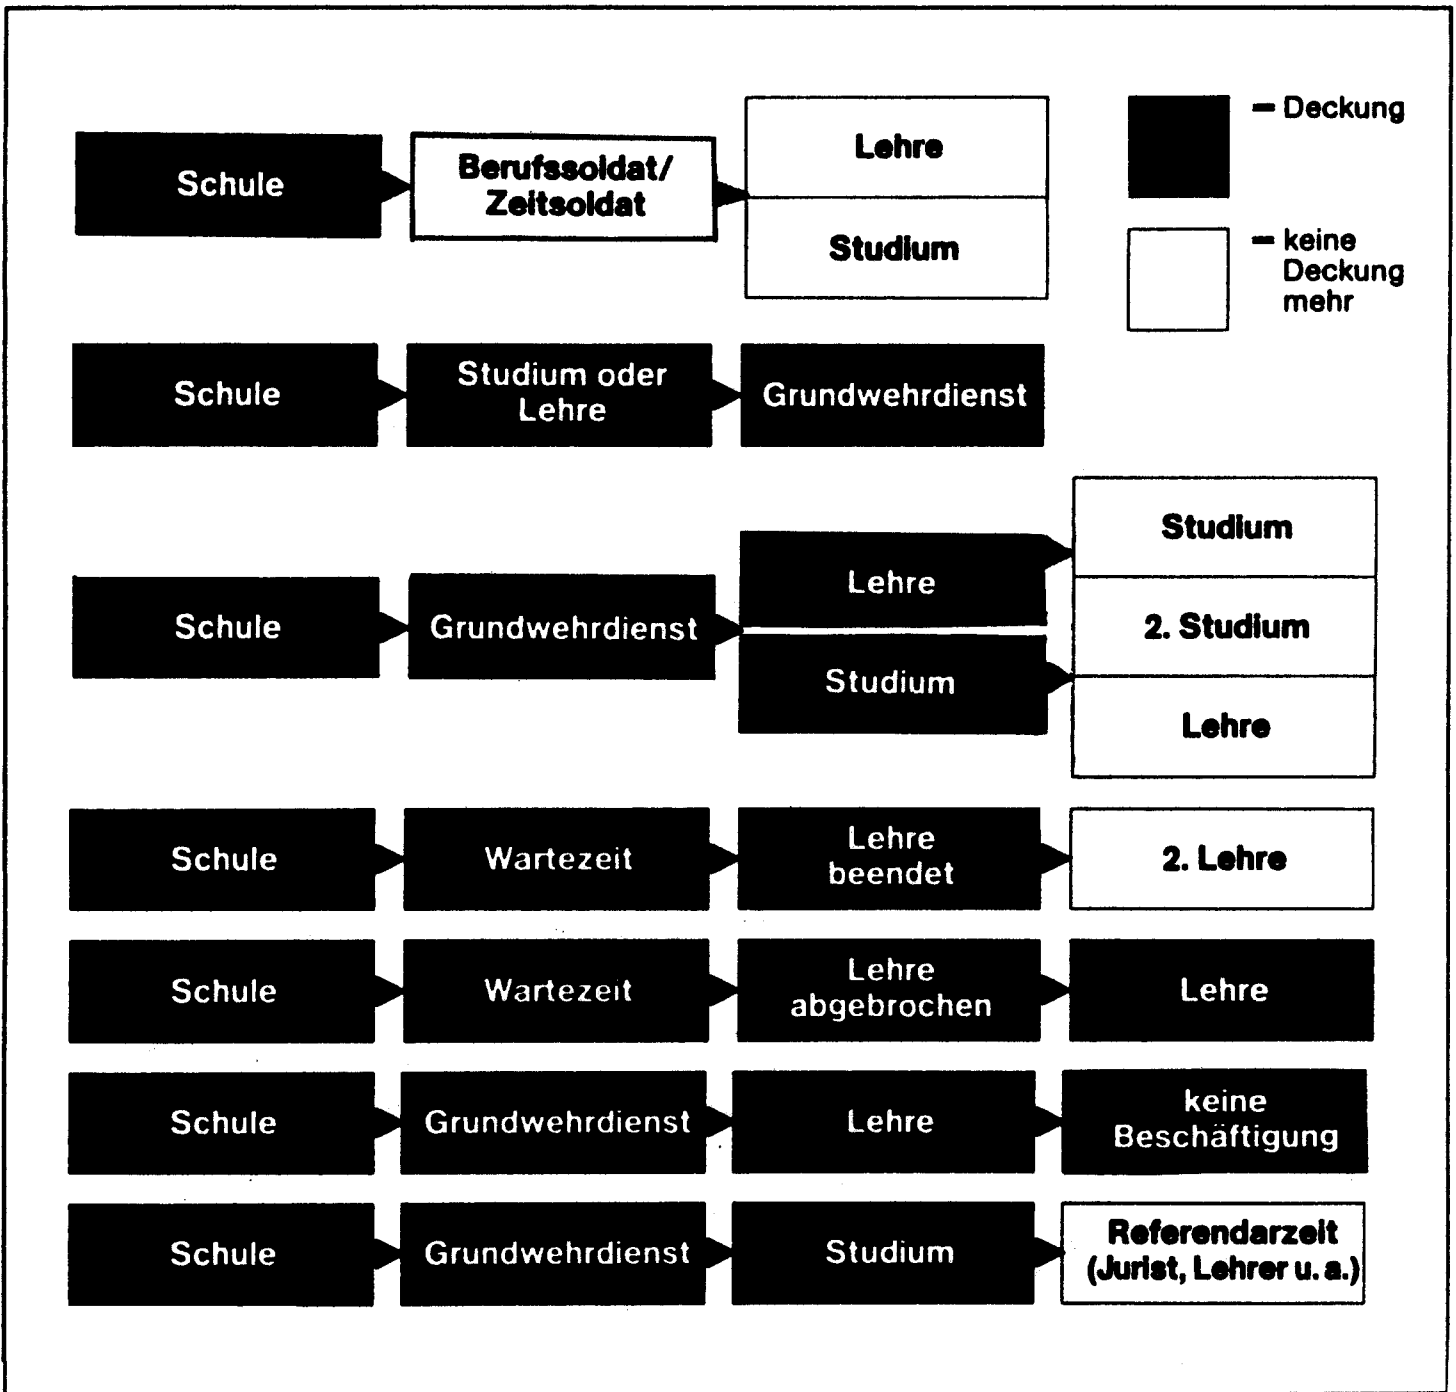 Schule
Berufssoldat/
Zeitsoldat
Lehre
Studium
– Deckung
– keine
Deckung
mehr
Schule
Studium oder
Lehre
Grundwehrdienst
Schule
Grundwehrdienst
Lehre
Studium
Studium
2. Studium
Lehre
Schule
Wartezeit
Lehre
beendet
2. Lehre
Schule
Wartezeit
Lehre
abgebrochen
Lehre
Schule
Grundwehrdienst
Lehre
keine
Beschäftigung
Schule
Grundwehrdienst
Studium
Referendarzeit
(Jurist, Lehrer u. a.)